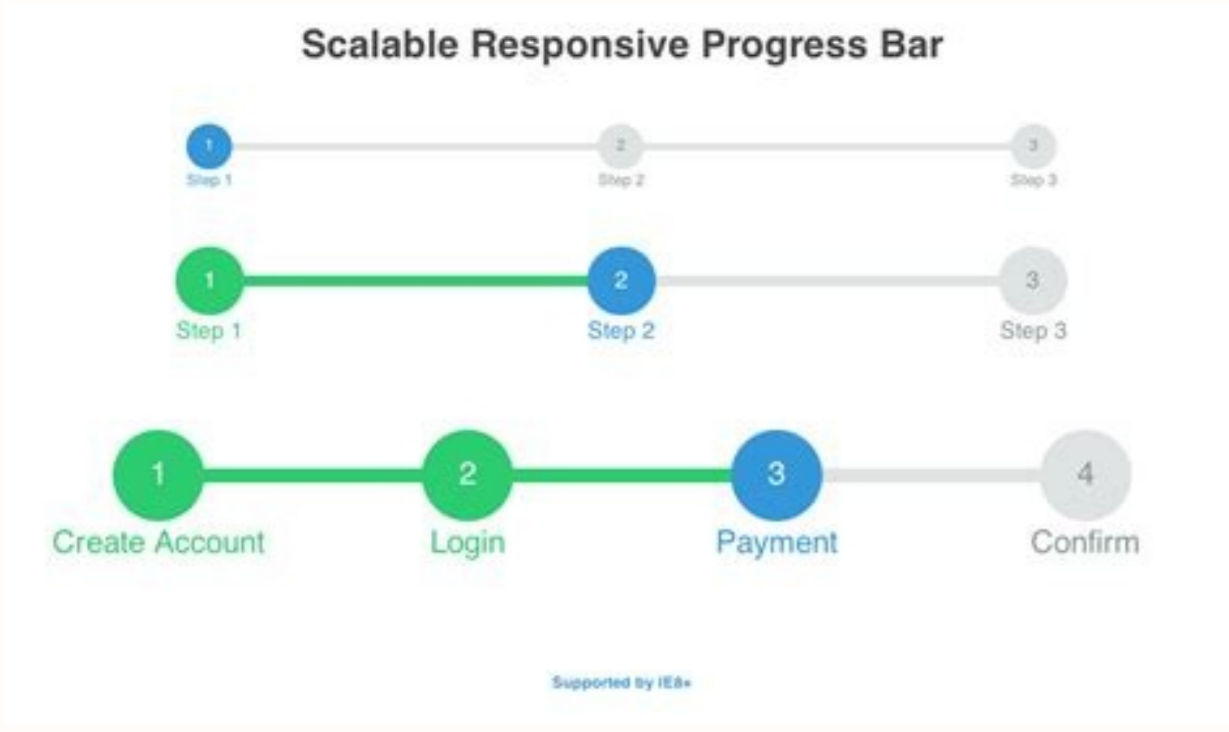 Scalable Responsive Progress Bar
1 2 3
Step 1 Step 2 Step 3
1 2 3
Step 1 Step 2 Step 3
1 2 3 4
Create Account Login Payment Confirm
Supported by IE8+